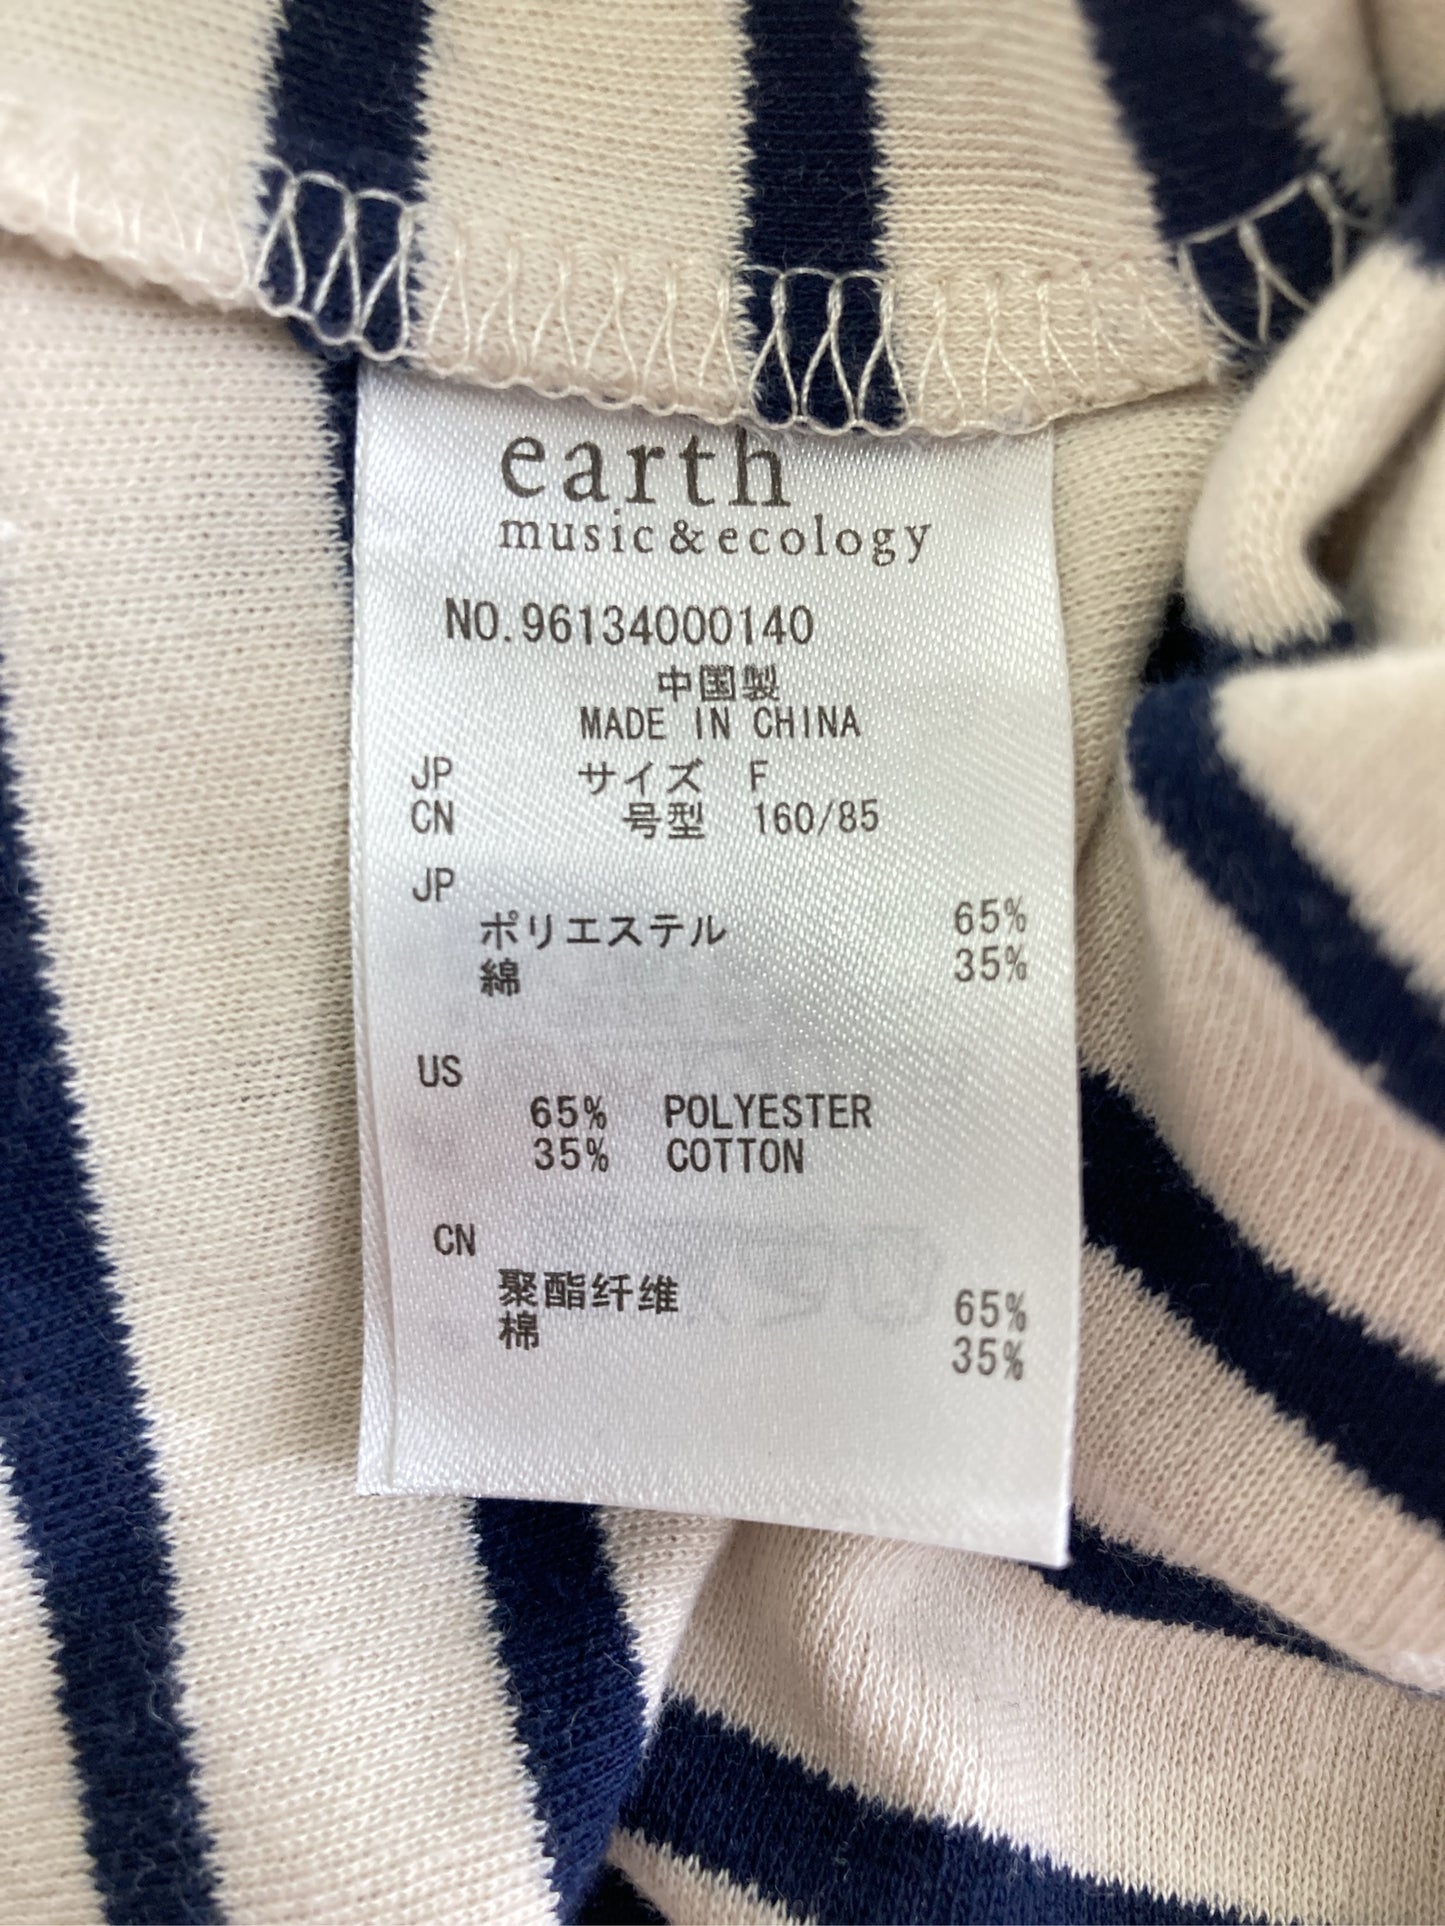 earth
music & ecology
NO. 96134000140
中国製
MADE IN CHINA
JP サイズ F
CN 号型 160/85
JP
ポリエステル 65%
綿 35%
US
65% POLYESTER
35% COTTON
CN
聚酯纤维 65%
棉 35%